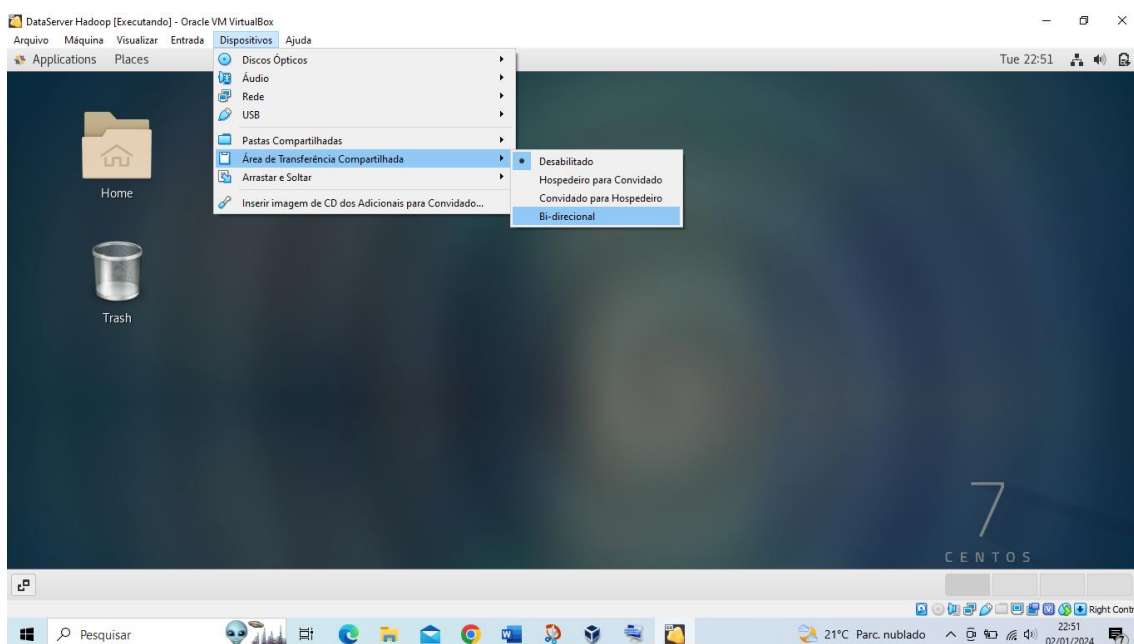 DataServer Hadoop [Executando] - Oracle VM VirtualBox
Arquivo Máquina Visualizar Entrada Dispositivos Ajuda
Applications Places Tue 22:51
Discos Ópticos
Áudio
Rede
USB
Pastas Compartilhadas
Área de Transferência Compartilhada
Arrastar e Soltar
Inserir imagem de CD dos Adicionais para Convidado...
Desabilitado
Hospedeiro para Convidado
Convidado para Hospedeiro
Bi-direcional
Home
Trash
7
CENTOS
Right Contr
Pesquisar
21°C Parc. nublado
22:51
02/01/2024